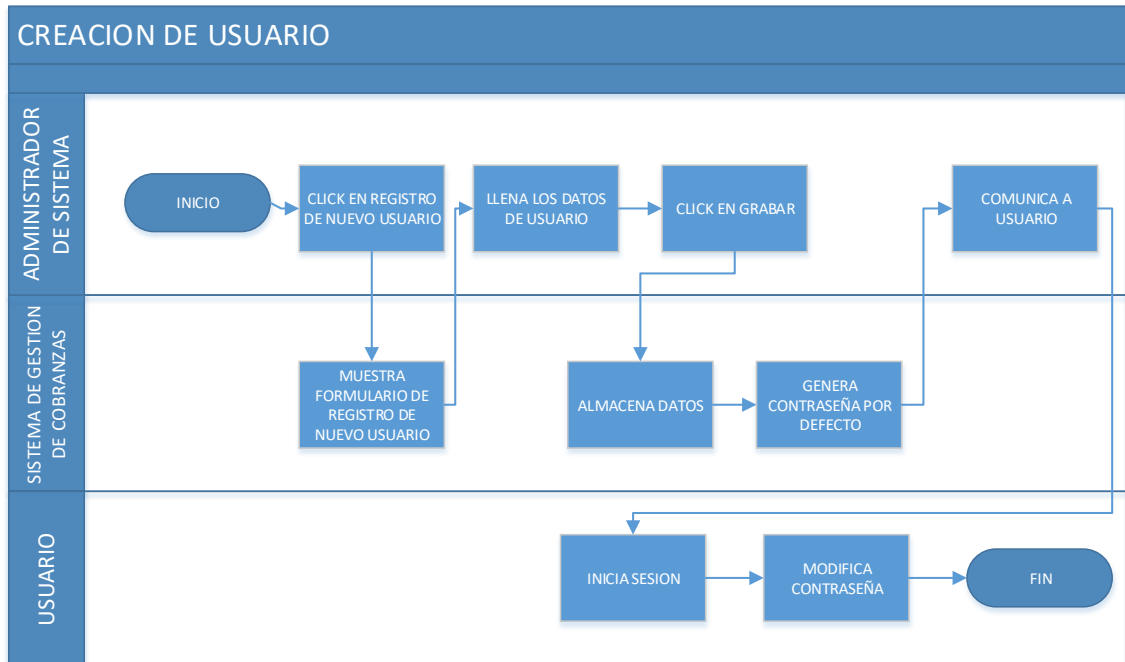 CREACION DE USUARIO
ADMINISTRADOR
DE SISTEMA
INICIO
CLICK EN REGISTRO
DE NUEVO USUARIO
LLENA LOS DATOS
DE USUARIO
CLICK EN GRABAR
COMUNICA A
USUARIO
SISTEMA DE GESTION
DE COBRANZAS
MUESTRA
FORMULARIO DE
REGISTRO DE
NUEVO USUARIO
ALMACENA DATOS
GENERA
CONTRASEÑA POR
DEFECTO
USUARIO
INICIA SESION
MODIFICA
CONTRASEÑA
FIN